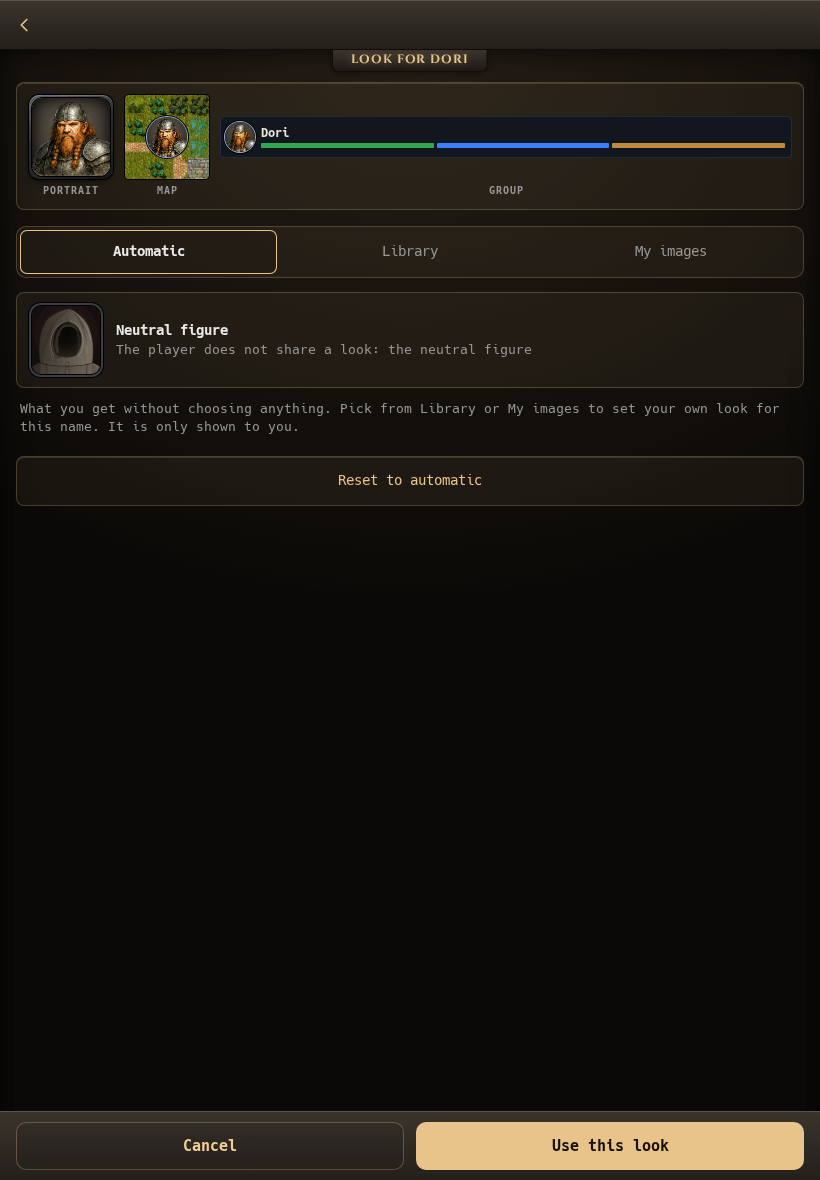 LOOK FOR DORI
Dori
PORTRAIT
MAP
GROUP
Automatic
Library
My images
Neutral figure
The player does not share a look: the neutral figure
What you get without choosing anything. Pick from Library or My images to set your own look for
this name. It is only shown to you.
Reset to automatic
Cancel
Use this look